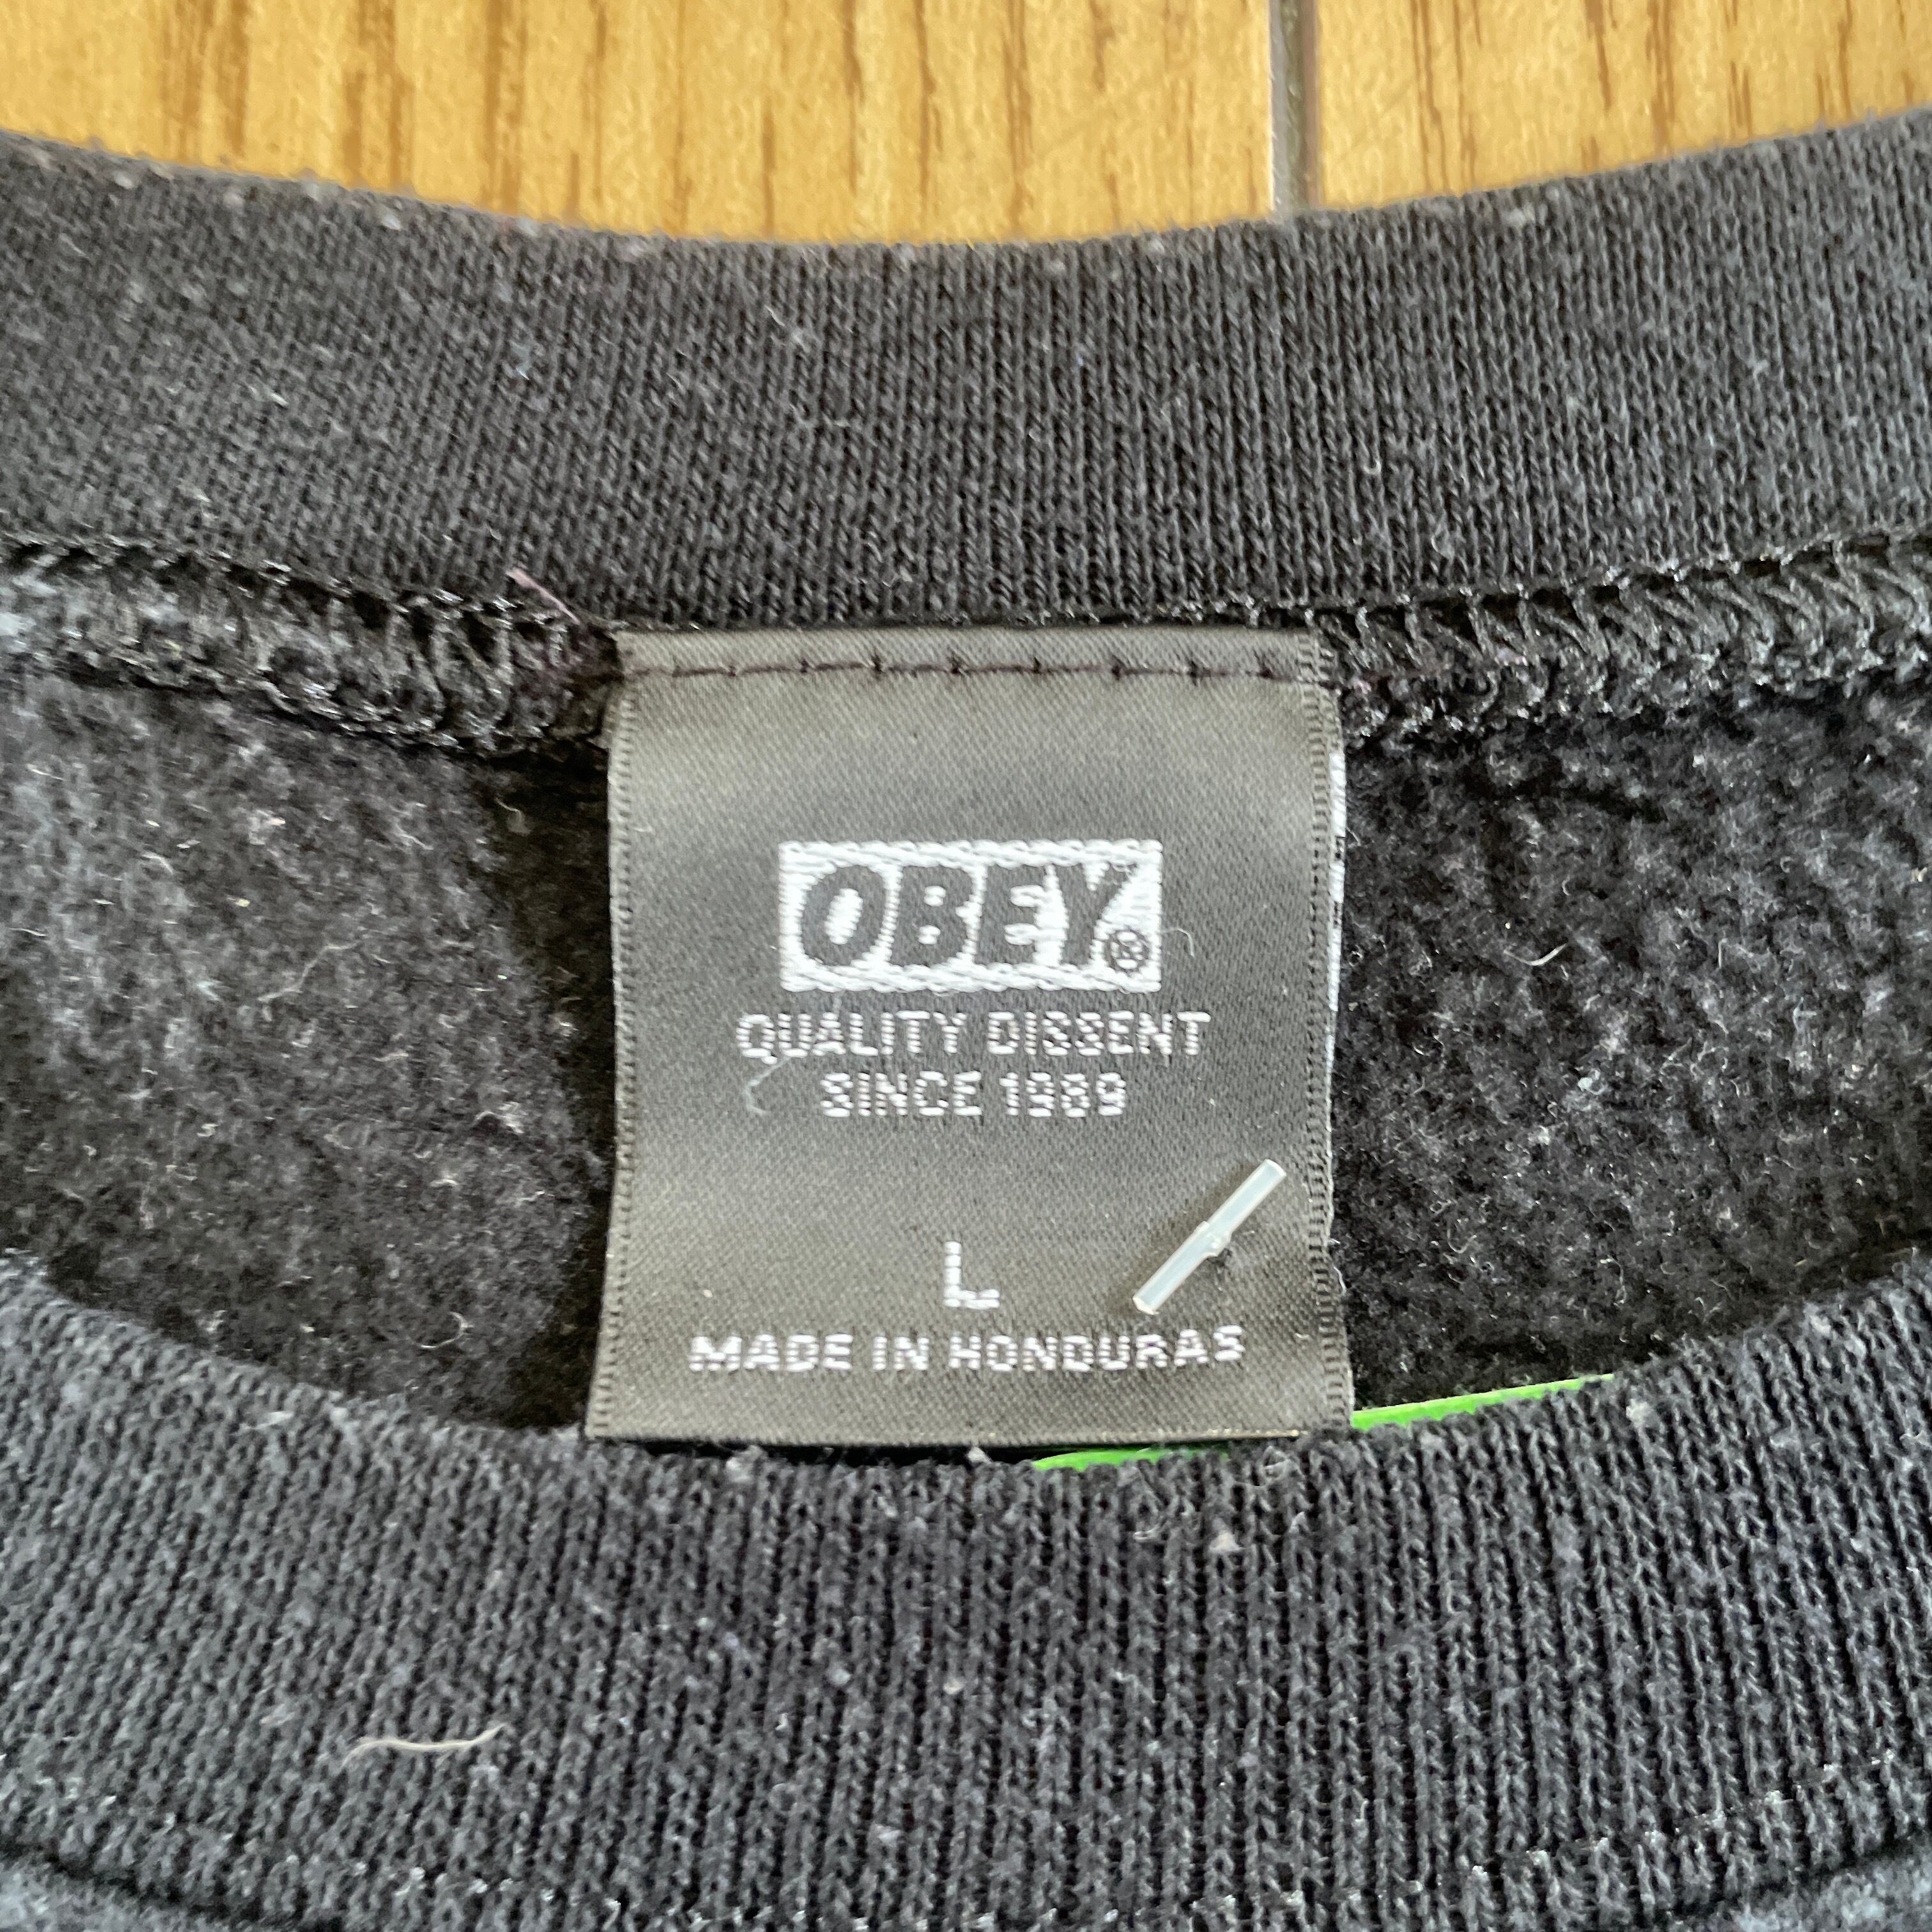 OBEY®
QUALITY DISSENT
SINCE 1989
L
MADE IN HONDURAS